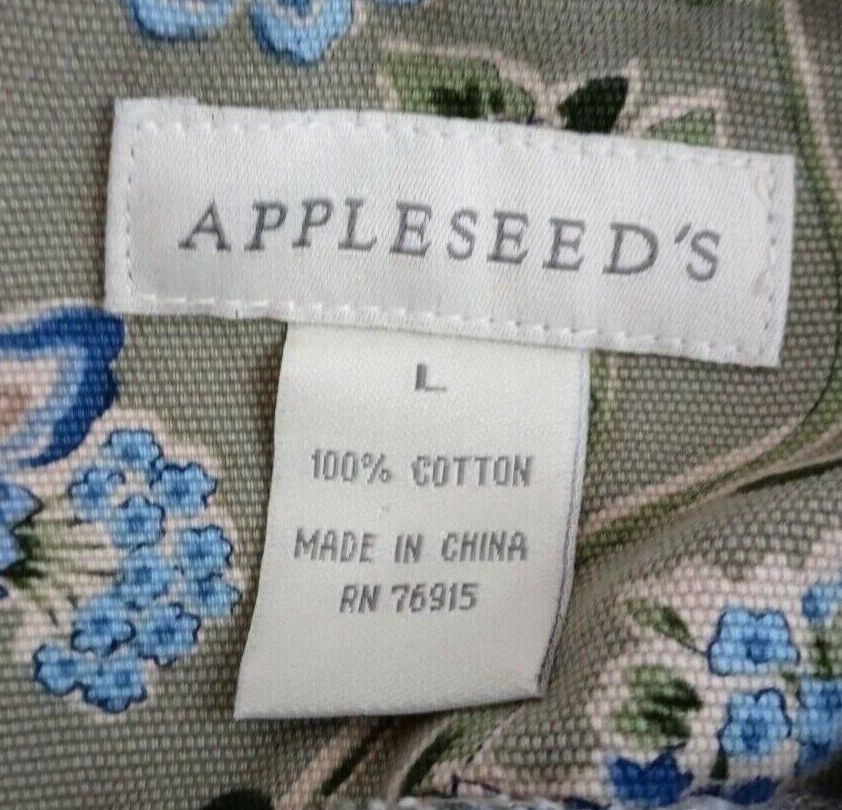 APPLESEED'S
L
100% COTTON
MADE IN CHINA
RN 76915